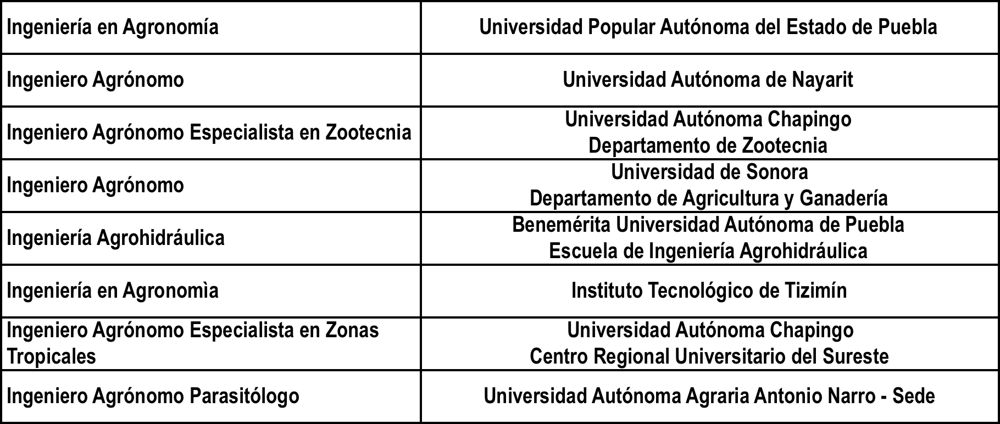 Ingeniería en Agronomía
Universidad Popular Autónoma del Estado de Puebla
Ingeniero Agrónomo
Universidad Autónoma de Nayarit
Ingeniero Agrónomo Especialista en Zootecnia
Universidad Autónoma Chapingo
Departamento de Zootecnia
Ingeniero Agrónomo
Universidad de Sonora
Departamento de Agricultura y Ganadería
Ingeniería Agrohidráulica
Benemérita Universidad Autónoma de Puebla
Escuela de Ingeniería Agrohidráulica
Ingeniería en Agronomìa
Instituto Tecnológico de Tizimín
Ingeniero Agrónomo Especialista en Zonas
Tropicales
Universidad Autónoma Chapingo
Centro Regional Universitario del Sureste
Ingeniero Agrónomo Parasitólogo
Universidad Autónoma Agraria Antonio Narro - Sede